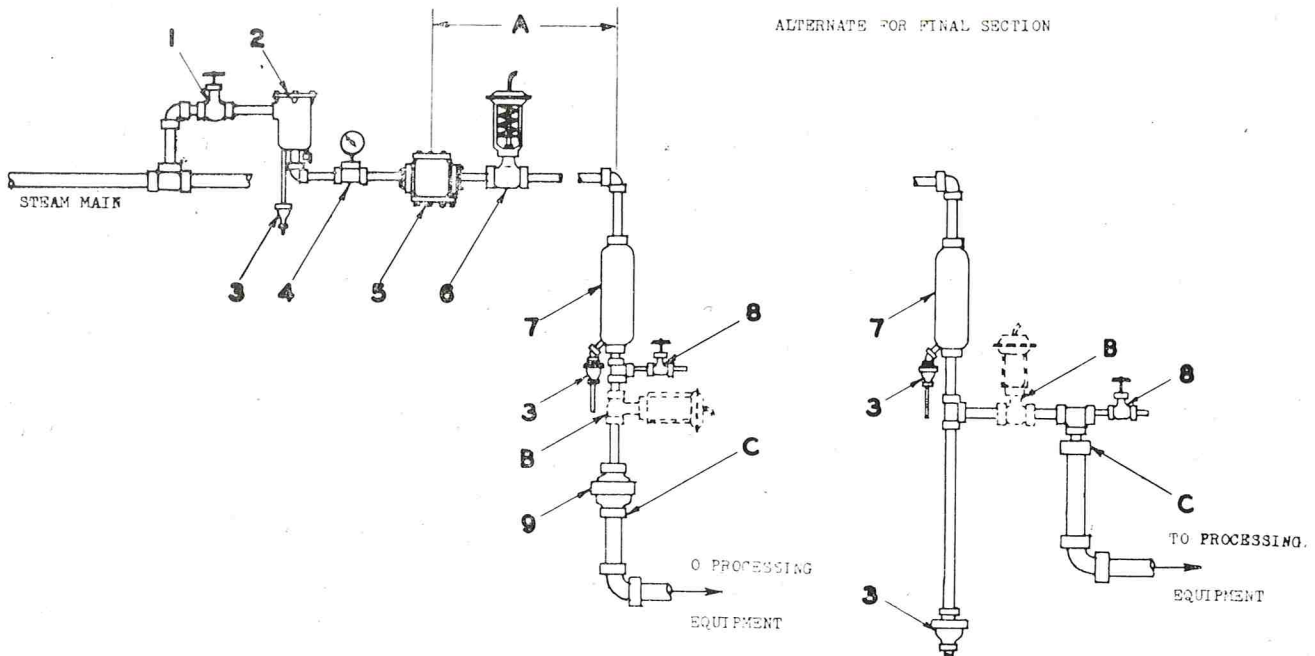 ALTERNATE FOR FINAL SECTION
A
1
2
STEAM MAIN
3
4
5
6
7
8
3
B
C
9
O PROCESSING
EQUIPMENT
7
B
8
3
C
TO PROCESSING.
EQUIPMENT
3